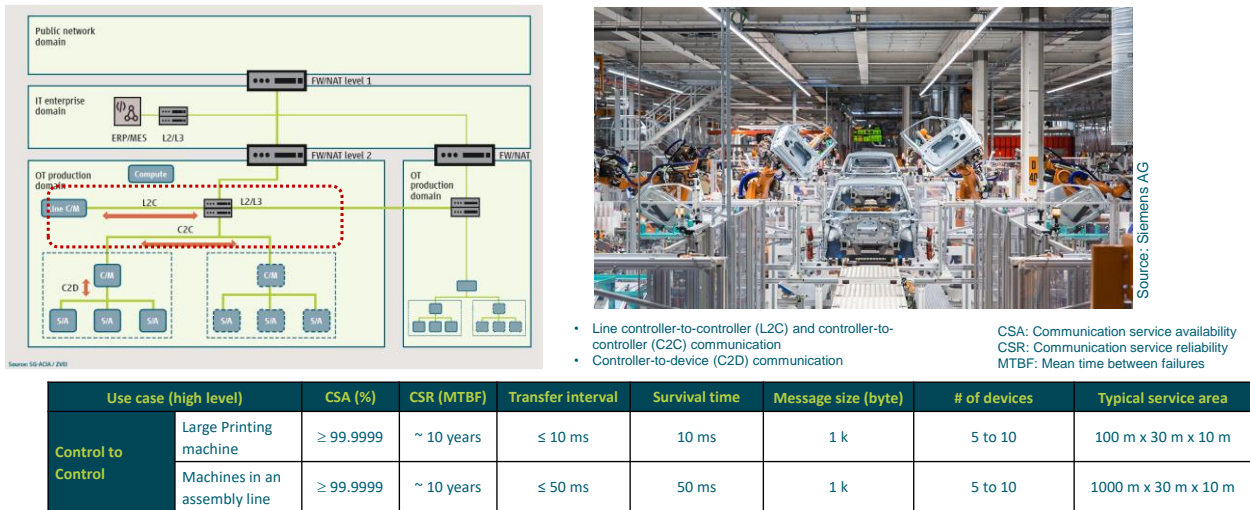 Public network
domain
FW/NAT level 1
IT enterprise
domain
ERP/MES
L2/L3
FW/NAT level 2
FW/NAT
OT production
domain
Compute
OT
production
domain
Line C/M
L2C
L2/L3
C2C
C/M
C/M
C2D
S/A
S/A
S/A
S/A
S/A
S/A
Source: 5G-ACIA / ZVEI
Source: Siemens AG
• Line controller-to-controller (L2C) and controller-to-
controller (C2C) communication
• Controller-to-device (C2D) communication
CSA: Communication service availability
CSR: Communication service reliability
MTBF: Mean time between failures
Use case (high level) CSA (%) CSR (MTBF) Transfer interval Survival time Message size (byte) # of devices Typical service area
Control to
Control
Large Printing
machine
≥ 99.9999 ~ 10 years ≤ 10 ms 10 ms 1 k 5 to 10 100 m x 30 m x 10 m
Machines in an
assembly line
≥ 99.9999 ~ 10 years ≤ 50 ms 50 ms 1 k 5 to 10 1000 m x 30 m x 10 m